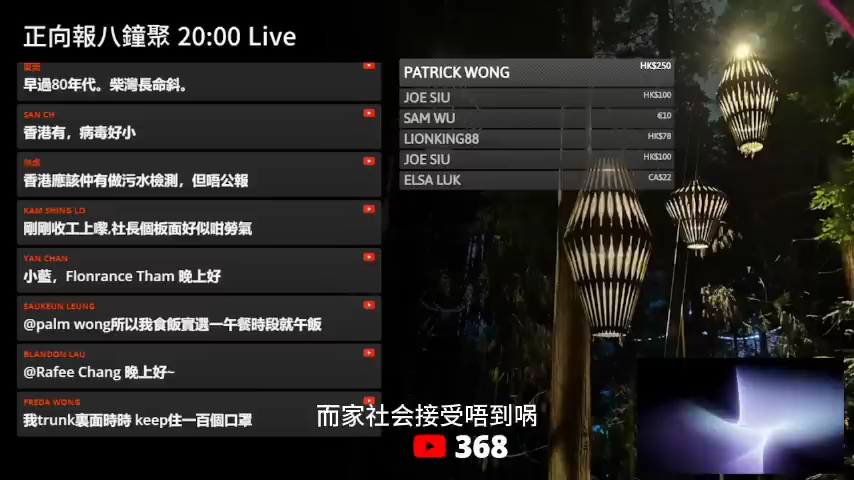 正向報八鐘聚 20:00 Live
早過80年代。柴灣長命斜。
SAN CH
香港有，病毒好小
香港應該仲有做污水檢測，但唔公報
KAM SHING LO
剛剛收工上嚟,社長個板面好似咁勞氣
YAN CHAN
小藍，Flonrance Tham 晚上好
SAUKEUN LEUNG
@palm wong所以我食飯實選一午餐時段就午飯
BLANDON LAU
@Rafee Chang 晚上好~
FREDA WONG
我trunk裏面時時 keep住一百個口罩
PATRICK WONG HK$250
JOE SIU HK$100
SAM WU €10
LIONKING88 HK$78
JOE SIU HK$100
ELSA LUK CA$22
而家社会接受唔到㖞
368